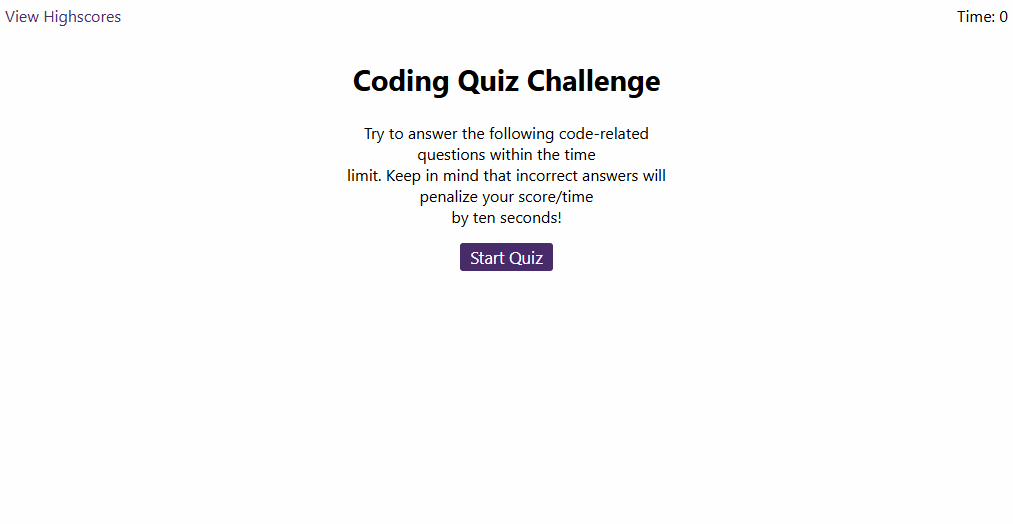 View Highscores
Time: 0
Coding Quiz Challenge
Try to answer the following code-related
questions within the time
limit. Keep in mind that incorrect answers will
penalize your score/time
by ten seconds!
Start Quiz